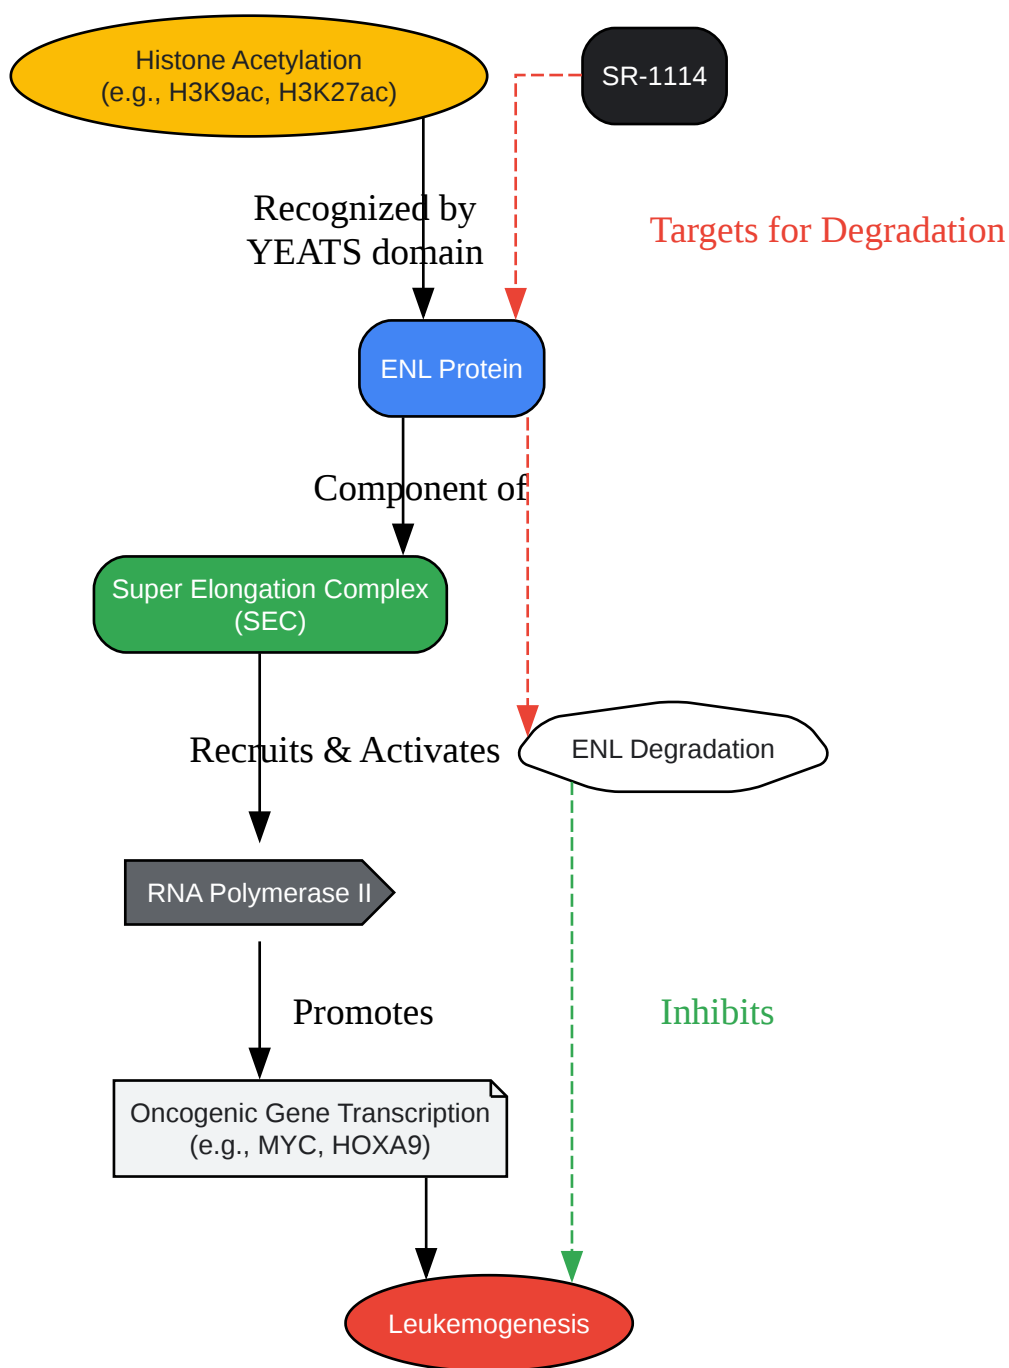 Histone Acetylation
(e.g., H3K9ac, H3K27ac)
SR-1114
Recognized by
YEATS domain
Targets for Degradation
ENL Protein
Component of
Super Elongation Complex
(SEC)
Recruits & Activates
ENL Degradation
RNA Polymerase II
Promotes
Inhibits
Oncogenic Gene Transcription
(e.g., MYC, HOXA9)
Leukemogenesis